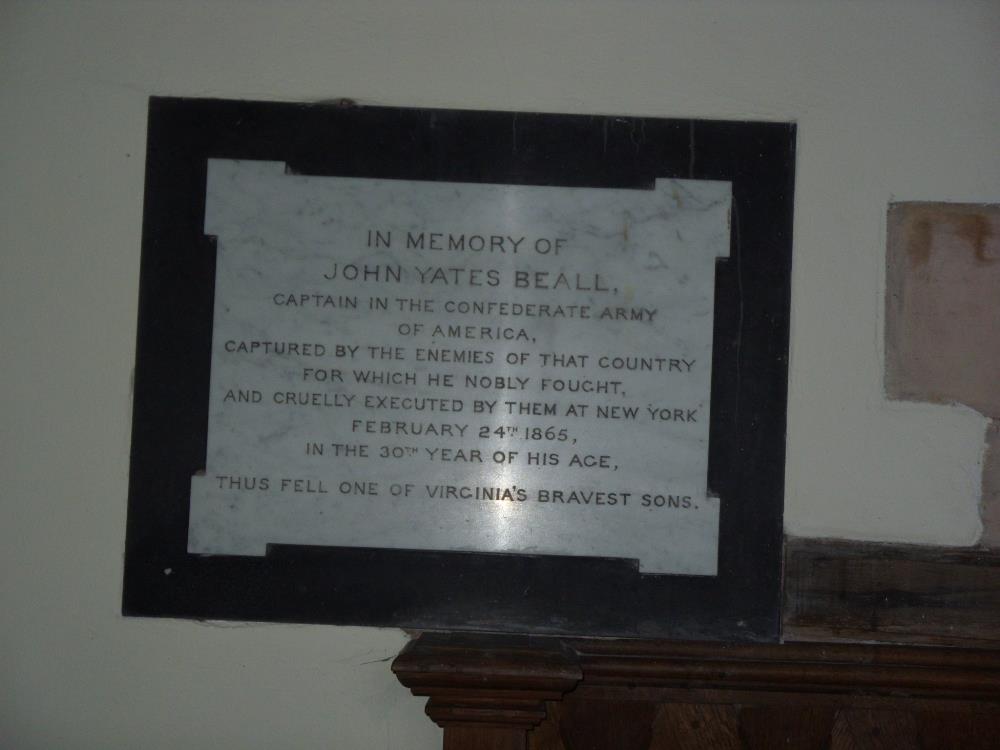 IN MEMORY OF
JOHN YATES BEALL,
CAPTAIN IN THE CONFEDERATE ARMY
OF AMERICA,
CAPTURED BY THE ENEMIES OF THAT COUNTRY
FOR WHICH HE NOBLY FOUGHT,
AND CRUELLY EXECUTED BY THEM AT NEW YORK
FEBRUARY 24TH 1865,
IN THE 30TH YEAR OF HIS AGE,
THUS FELL ONE OF VIRGINIA'S BRAVEST SONS.